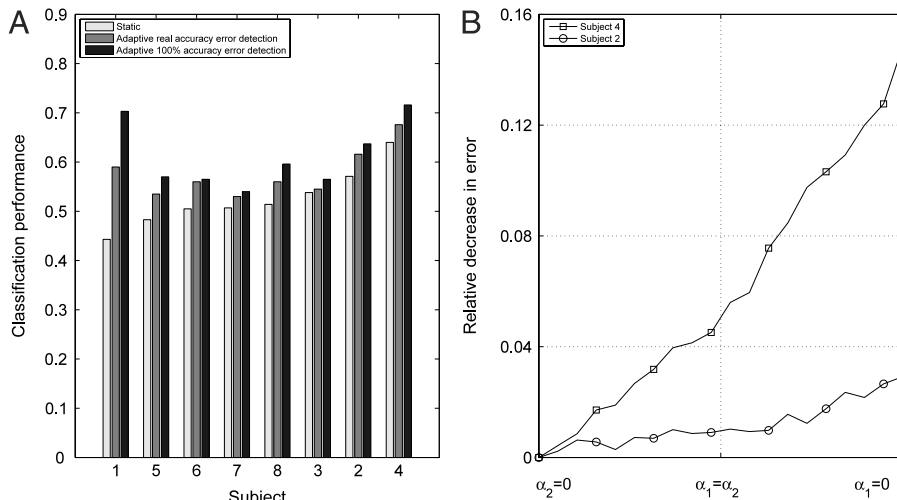 A
0.9
0.8
0.7
0.6
0.5
0.4
0.3
0.2
0.1
0
Classification performance
Static
Adaptive real accuracy error detection
Adaptive 100% accuracy error detection
1 5 6 7 8 3 2 4
Subject
B
0.16
0.12
0.08
0.04
0
Relative decrease in error
Subject 4
Subject 2
α₂=0 α₁=α₂ α₁=0